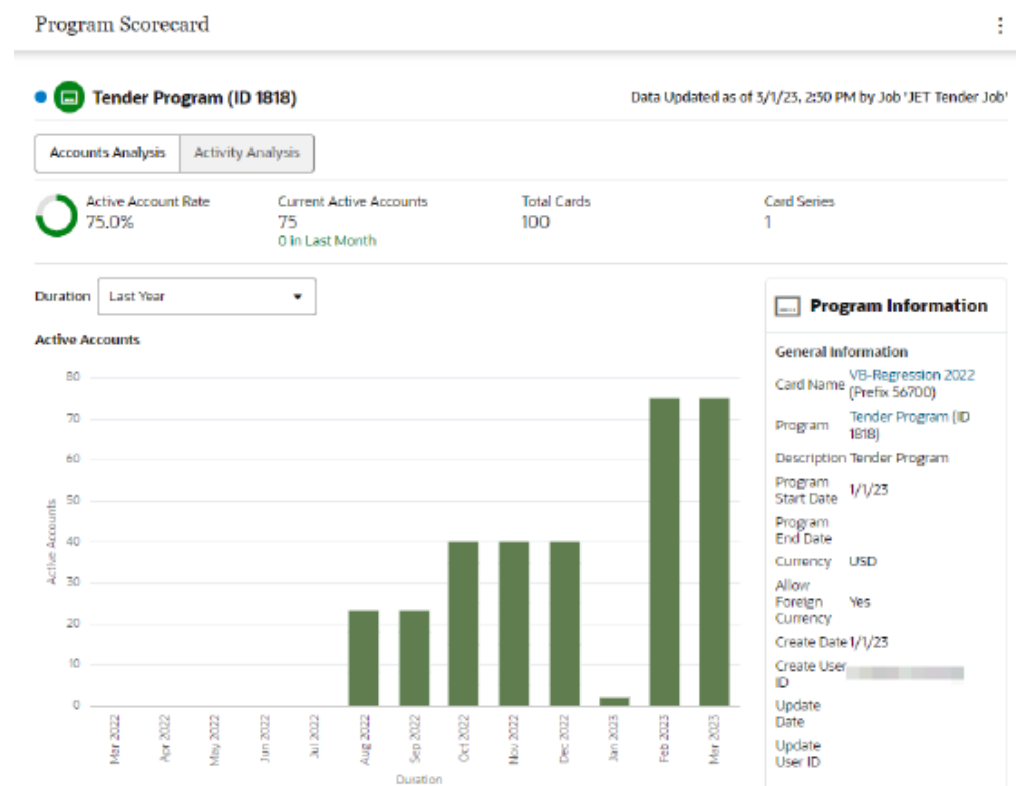 Program Scorecard
Tender Program (ID 1818)
Data Updated as of 3/1/23, 2:30 PM by Job 'JET Tender Job'
Accounts Analysis
Activity Analysis
Active Account Rate
75.0%
Current Active Accounts
75
0 in Last Month
Total Cards
100
Card Series
1
Duration
Last Year
Active Accounts
80
70
60
50
40
30
20
10
0
Active Accounts
Mar 2022
Apr 2022
May 2022
Jun 2022
Jul 2022
Aug 2022
Sep 2022
Oct 2022
Nov 2022
Dec 2022
Jan 2023
Feb 2023
Mar 2023
Duration
Program Information
General Information
Card Name
VB-Regression 2022
(Prefix 56700)
Program
Tender Program (ID
1818)
Description Tender Program
Program
Start Date
1/1/23
Program
End Date
Currency USD
Allow
Foreign
Currency
Yes
Create Date 1/1/23
Create User
ID
Update
Date
Update
User ID